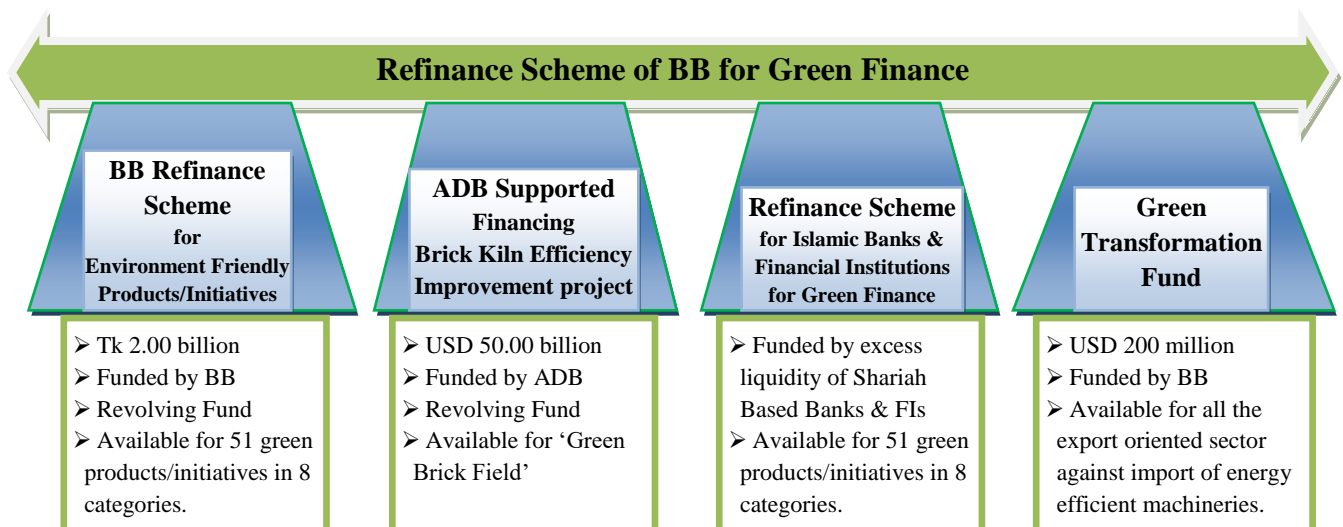 Refinance Scheme of BB for Green Finance
BB Refinance
Scheme
for
Environment Friendly
Products/Initiatives
➢ Tk 2.00 billion
➢ Funded by BB
➢ Revolving Fund
➢ Available for 51 green
products/initiatives in 8
categories.
ADB Supported
Financing
Brick Kiln Efficiency
Improvement project
➢ USD 50.00 billion
➢ Funded by ADB
➢ Revolving Fund
➢ Available for ‘Green
Brick Field’
Refinance Scheme
for Islamic Banks &
Financial Institutions
for Green Finance
➢ Funded by excess
liquidity of Shariah
Based Banks & FIs
➢ Available for 51 green
products/initiatives in 8
categories.
Green
Transformation
Fund
➢ USD 200 million
➢ Funded by BB
➢ Available for all the
export oriented sector
against import of energy
efficient machineries.